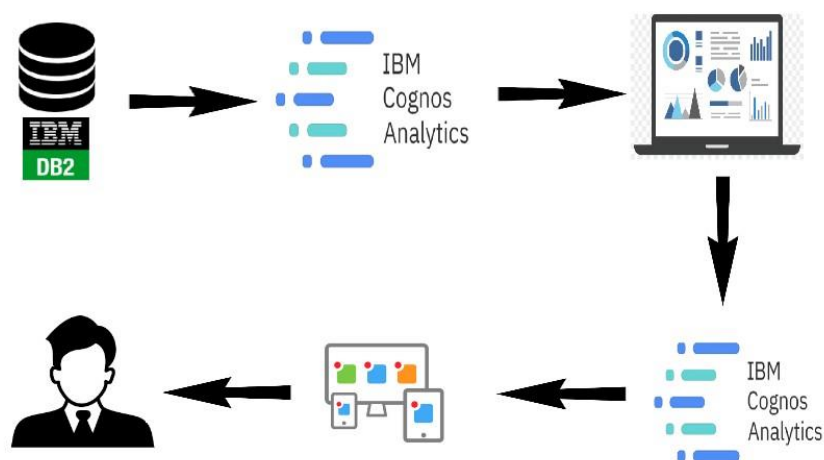 IBM
DB2
IBM
Cognos
Analytics
IBM
Cognos
Analytics